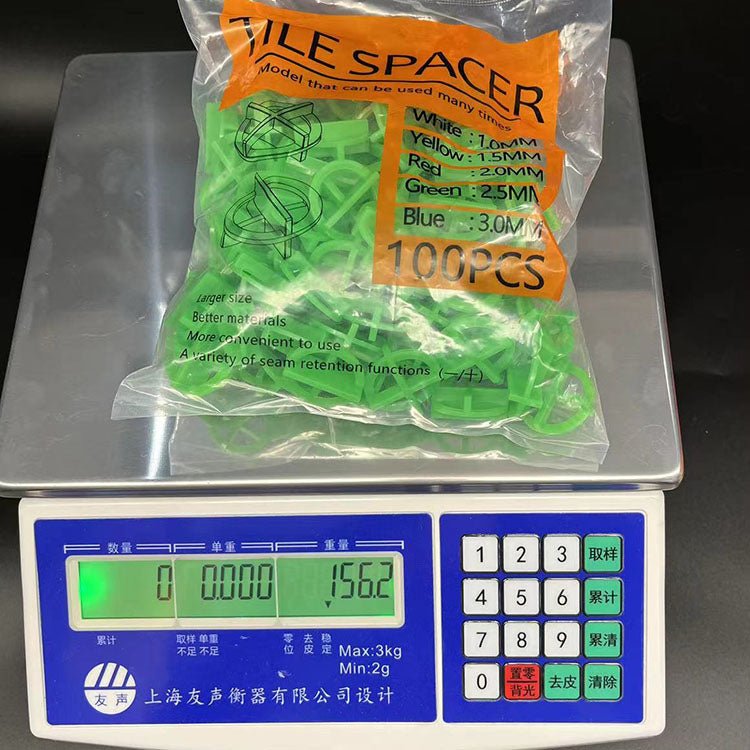 TILE SPACER
Model that can be used many times
White : 1.0MM
Yellow : 1.5MM
Red : 2.0MM
Green : 2.5MM
Blue : 3.0MM
100PCS
Larger size
Better materials
More convenient to use
A variety of seam retention functions (一/十)
数量 单重 重量
0 0.000 156.2
累计 取样不足 单重不足 零位 去皮 稳定
Max:3kg
Min:2g
友声
上海友声衡器有限公司设计
1 2 3 取样
4 5 6 累计
7 8 9 累清
0 置零 背光 去皮 清除